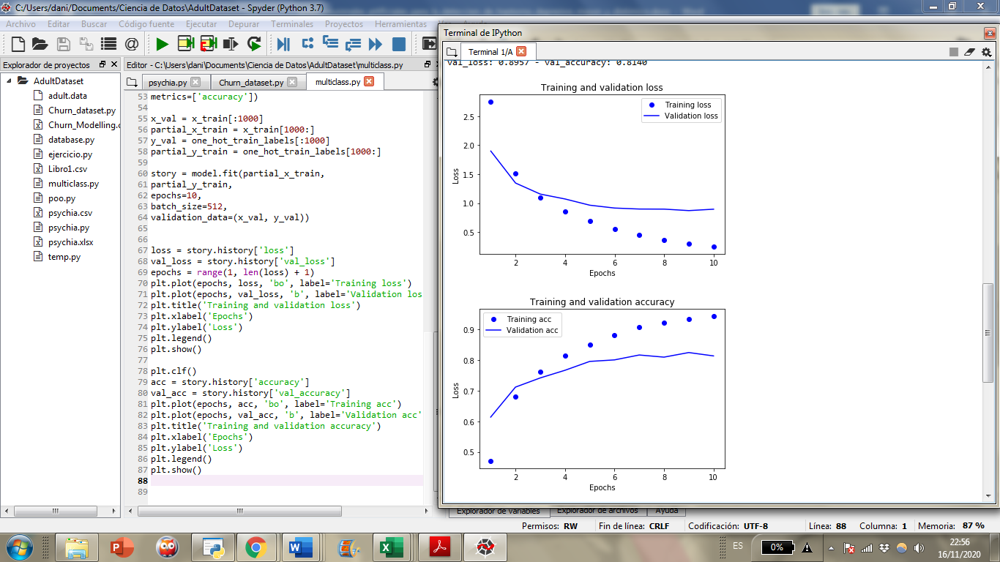 C:/Users/dani/Documents/Ciencia de Datos\AdultDataset - Spyder (Python 3.7)
Archivo Editar Buscar Código fuente Ejecutar Depurar Terminales Proyectos Herramientas
Explorador de proyectos
AdultDataset
adult.data
Churn_dataset.py
Churn_Modelling.c
database.py
ejercicio.py
Libro1.csv
multiclass.py
poo.py
psychia.csv
psychia.py
psychia.xlsx
temp.py
Editor - C:\Users\dani\Documents\Ciencia de Datos\AdultDataset\multiclass.py
psychia.py Churn_dataset.py multiclass.py
53 metrics=['accuracy'])
54
55 x_val = x_train[:1000]
56 partial_x_train = x_train[1000:]
57 y_val = one_hot_train_labels[:1000]
58 partial_y_train = one_hot_train_labels[1000:]
59
60 story = model.fit(partial_x_train,
61 partial_y_train,
62 epochs=10,
63 batch_size=512,
64 validation_data=(x_val, y_val))
65
66
67 loss = story.history['loss']
68 val_loss = story.history['val_loss']
69 epochs = range(1, len(loss) + 1)
70 plt.plot(epochs, loss, 'bo', label='Training loss')
71 plt.plot(epochs, val_loss, 'b', label='Validation los
72 plt.title('Training and validation loss')
73 plt.xlabel('Epochs')
74 plt.ylabel('Loss')
75 plt.legend()
76 plt.show()
77
78 plt.clf()
79 acc = story.history['accuracy']
80 val_acc = story.history['val_accuracy']
81 plt.plot(epochs, acc, 'bo', label='Training acc')
82 plt.plot(epochs, val_acc, 'b', label='Validation acc'
83 plt.title('Training and validation accuracy')
84 plt.xlabel('Epochs')
85 plt.ylabel('Loss')
86 plt.legend()
87 plt.show()
88
89
Terminal de IPython
Terminal 1/A
val_loss: 0.8957 - val_accuracy: 0.8140
Training and validation loss
Training loss
Validation loss
2.5
2.0
1.5
1.0
0.5
Loss
2 4 6 8 10
Epochs
Training and validation accuracy
Training acc
Validation acc
0.9
0.8
0.7
0.6
0.5
Loss
2 4 6 8 10
Epochs
Explorador de variables Explorador de archivos Ayuda
Permisos: RW Fin de línea: CRLF Codificación: UTF-8 Línea: 88 Columna: 1 Memoria: 87 %
ES
0%
22:56
16/11/2020